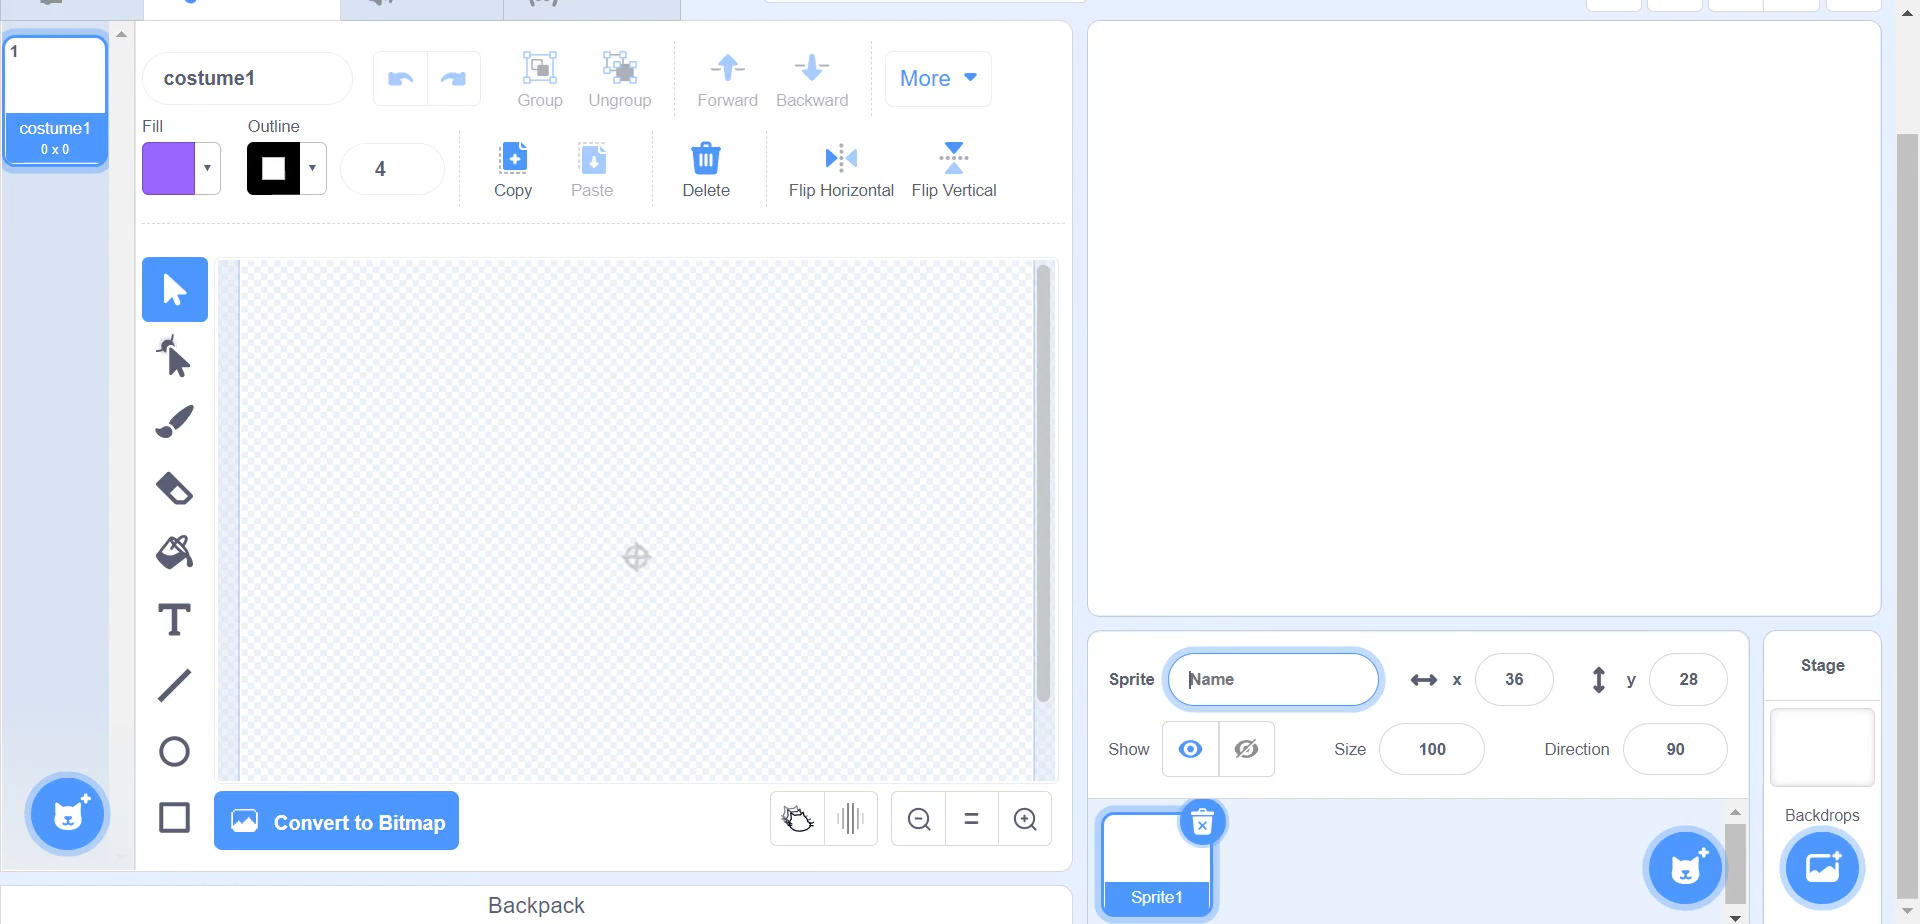 1
costume1
0 x 0
costume1
Group
Ungroup
Forward
Backward
More
Fill
Outline
4
Copy
Paste
Delete
Flip Horizontal
Flip Vertical
Convert to Bitmap
Backpack
Sprite
Name
x
36
y
28
Show
Size
100
Direction
90
Sprite1
Stage
Backdrops